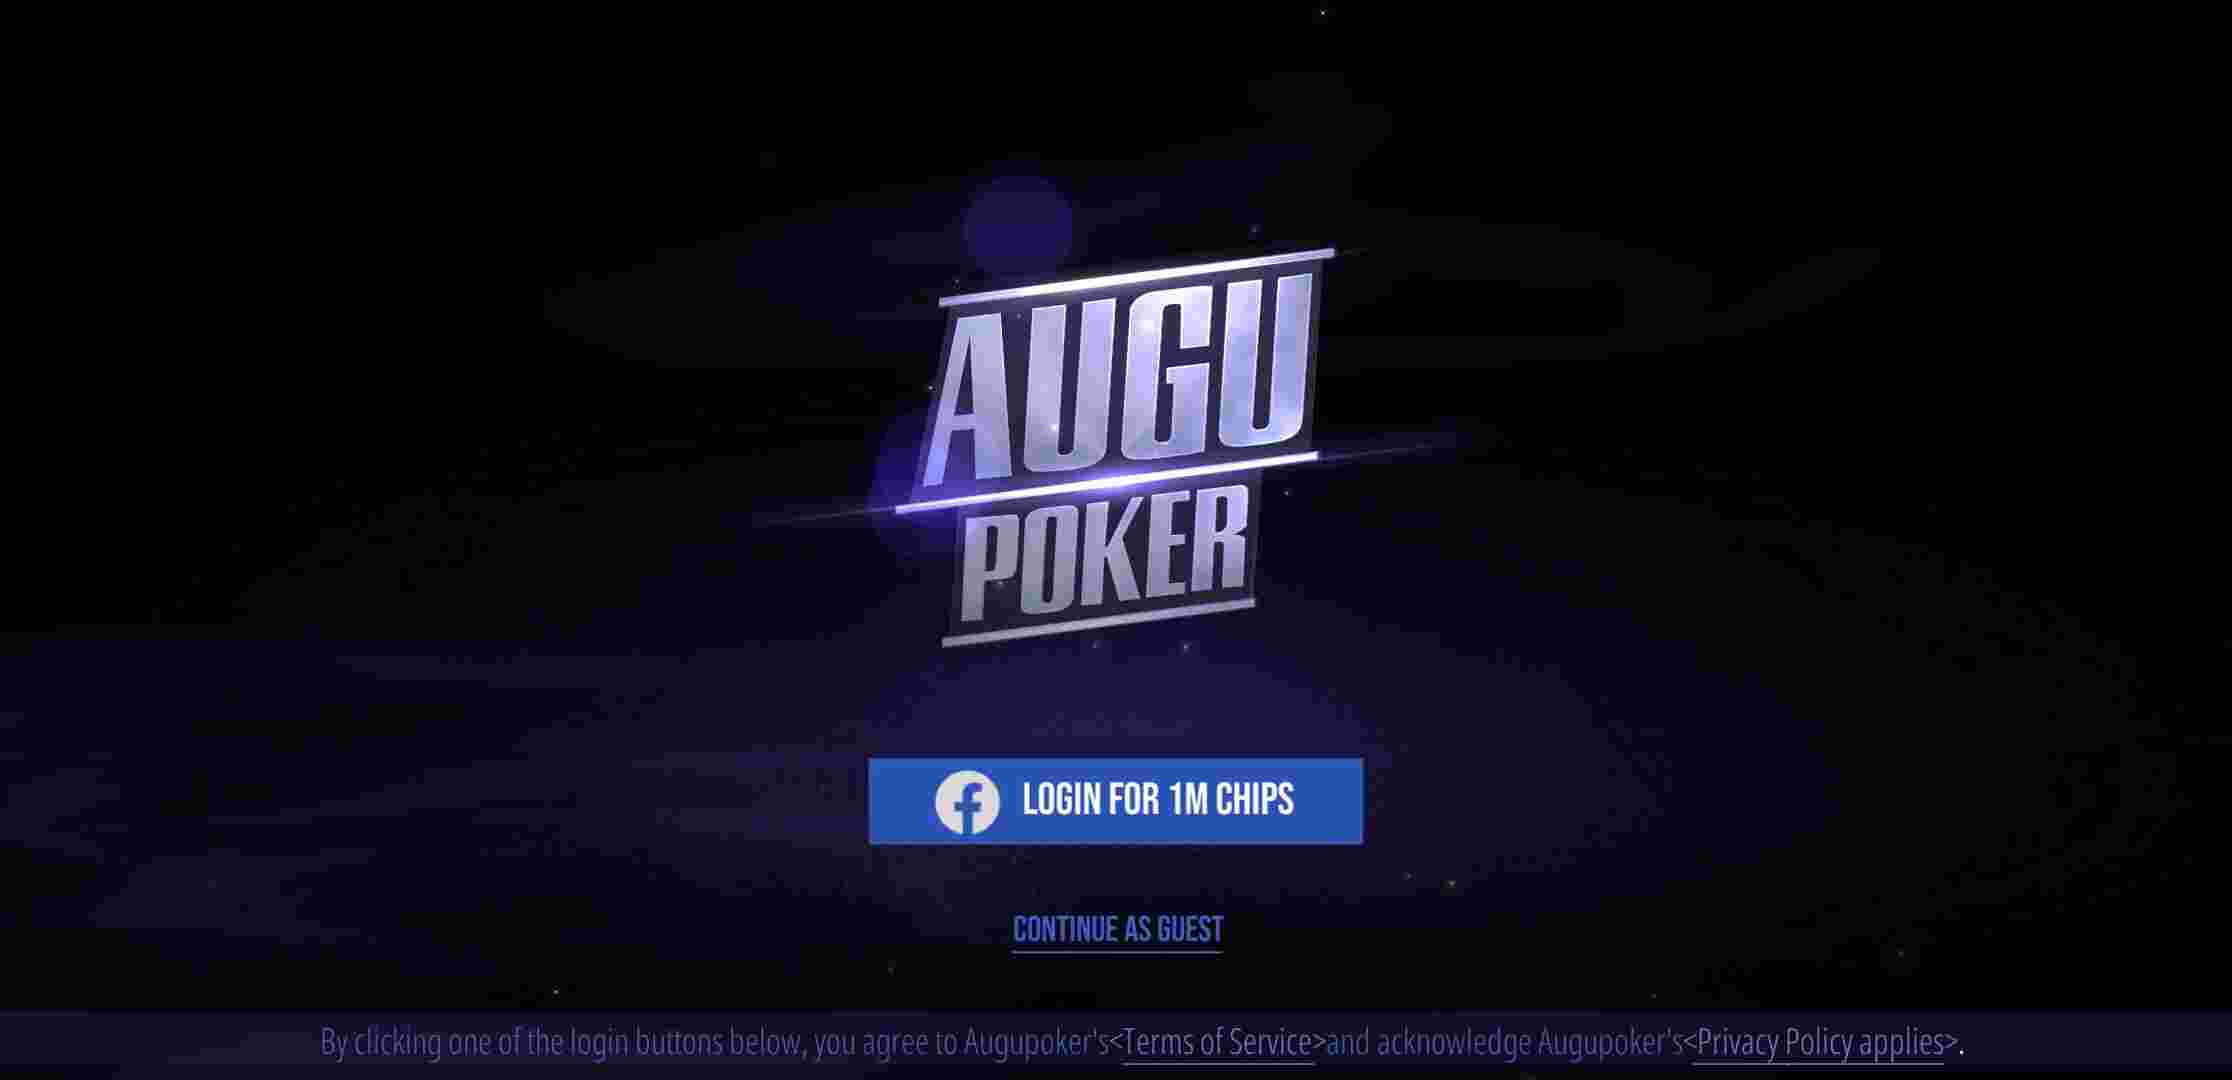 AUGU
POKER
LOGIN FOR 1M CHIPS
CONTINUE AS GUEST
By clicking one of the login buttons below, you agree to Augupoker's<Terms of Service>and acknowledge Augupoker's<Privacy Policy applies>.